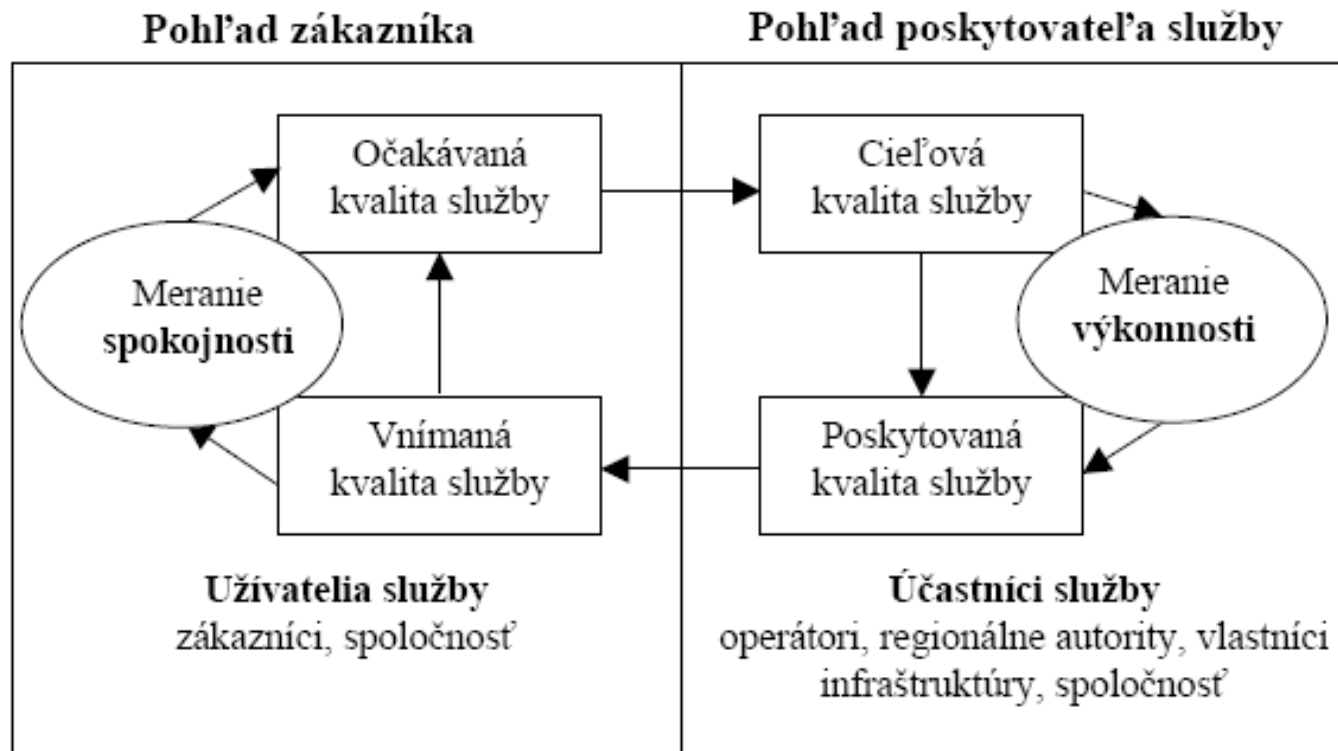 Pohľad zákazníka
Pohľad poskytovateľa služby
Očakávaná
kvalita služby
Cieľová
kvalita služby
Meranie
spokojnosti
Meranie
výkonnosti
Vnímaná
kvalita služby
Poskytovaná
kvalita služby
Užívatelia služby
zákazníci, spoločnosť
Účastníci služby
operátori, regionálne autority, vlastníci
infraštruktúry, spoločnosť